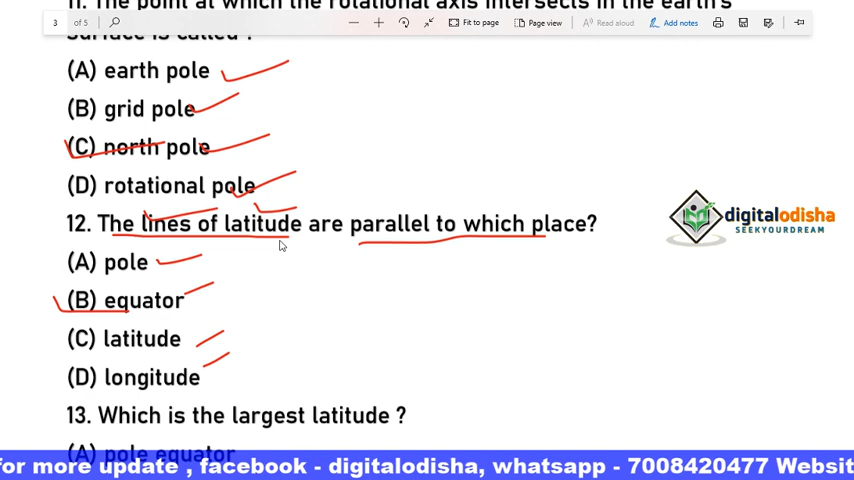 11. The point at which the rotational axis intersects in the earth's
3 of 5 Fit to page Page view Read aloud Add notes
surface is called ?
(A) earth pole
(B) grid pole
(C) north pole
(D) rotational pole
12. The lines of latitude are parallel to which place?
digitalodisha
SEEKYOURDREAM
(A) pole
(B) equator
(C) latitude
(D) longitude
13. Which is the largest latitude ?
(A) pole equator
for more update , facebook - digitalodisha, whatsapp - 7008420477 Websit